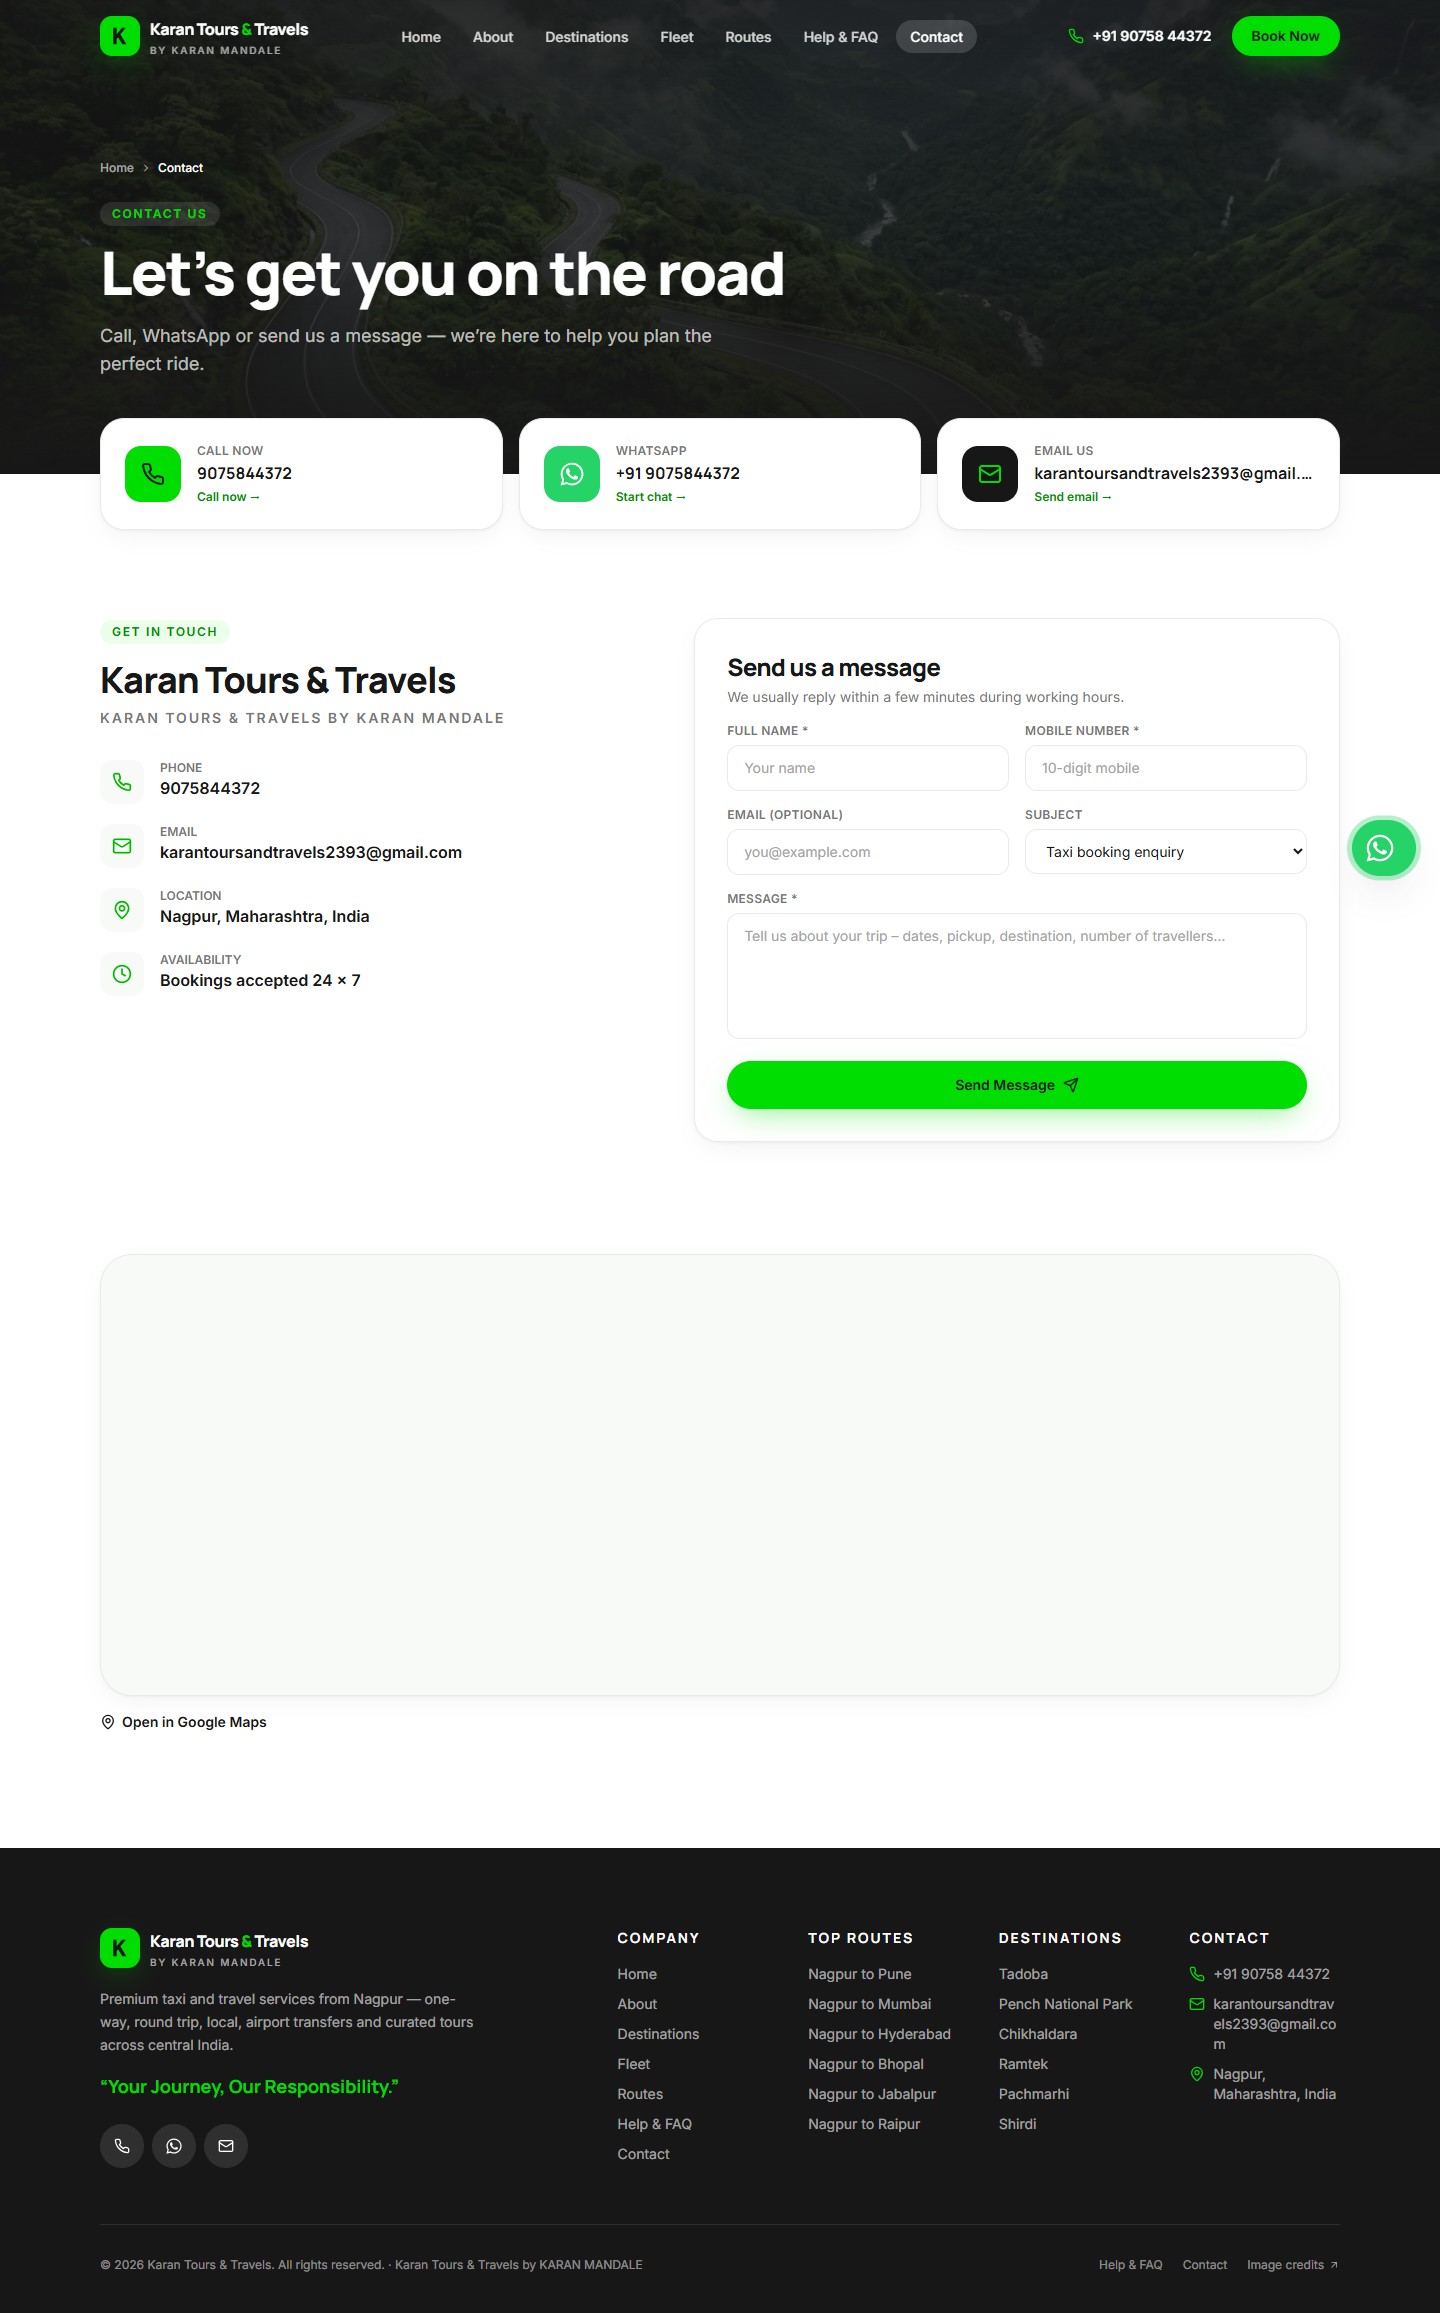 K
Karan Tours & Travels
BY KARAN MANDALE
Home
About
Destinations
Fleet
Routes
Help & FAQ
Contact
+91 90758 44372
Book Now
Home > Contact
CONTACT US
Let’s get you on the road
Call, WhatsApp or send us a message — we’re here to help you plan the
perfect ride.
CALL NOW
9075844372
Call now →
WHATSAPP
+91 9075844372
Start chat →
EMAIL US
karantoursandtravels2393@gmail....
Send email →
GET IN TOUCH
Karan Tours & Travels
KARAN TOURS & TRAVELS BY KARAN MANDALE
PHONE
9075844372
EMAIL
karantoursandtravels2393@gmail.com
LOCATION
Nagpur, Maharashtra, India
AVAILABILITY
Bookings accepted 24 × 7
Send us a message
We usually reply within a few minutes during working hours.
FULL NAME *
Your name
MOBILE NUMBER *
10-digit mobile
EMAIL (OPTIONAL)
you@example.com
SUBJECT
Taxi booking enquiry
MESSAGE *
Tell us about your trip – dates, pickup, destination, number of travellers...
Send Message
Open in Google Maps
K
Karan Tours & Travels
BY KARAN MANDALE
Premium taxi and travel services from Nagpur — one-
way, round trip, local, airport transfers and curated tours
across central India.
“Your Journey, Our Responsibility.”
COMPANY
Home
About
Destinations
Fleet
Routes
Help & FAQ
Contact
TOP ROUTES
Nagpur to Pune
Nagpur to Mumbai
Nagpur to Hyderabad
Nagpur to Bhopal
Nagpur to Jabalpur
Nagpur to Raipur
DESTINATIONS
Tadoba
Pench National Park
Chikhaldara
Ramtek
Pachmarhi
Shirdi
CONTACT
+91 90758 44372
karantoursandtrav
els2393@gmail.co
m
Nagpur,
Maharashtra, India
© 2026 Karan Tours & Travels. All rights reserved. · Karan Tours & Travels by KARAN MANDALE
Help & FAQ
Contact
Image credits ↗